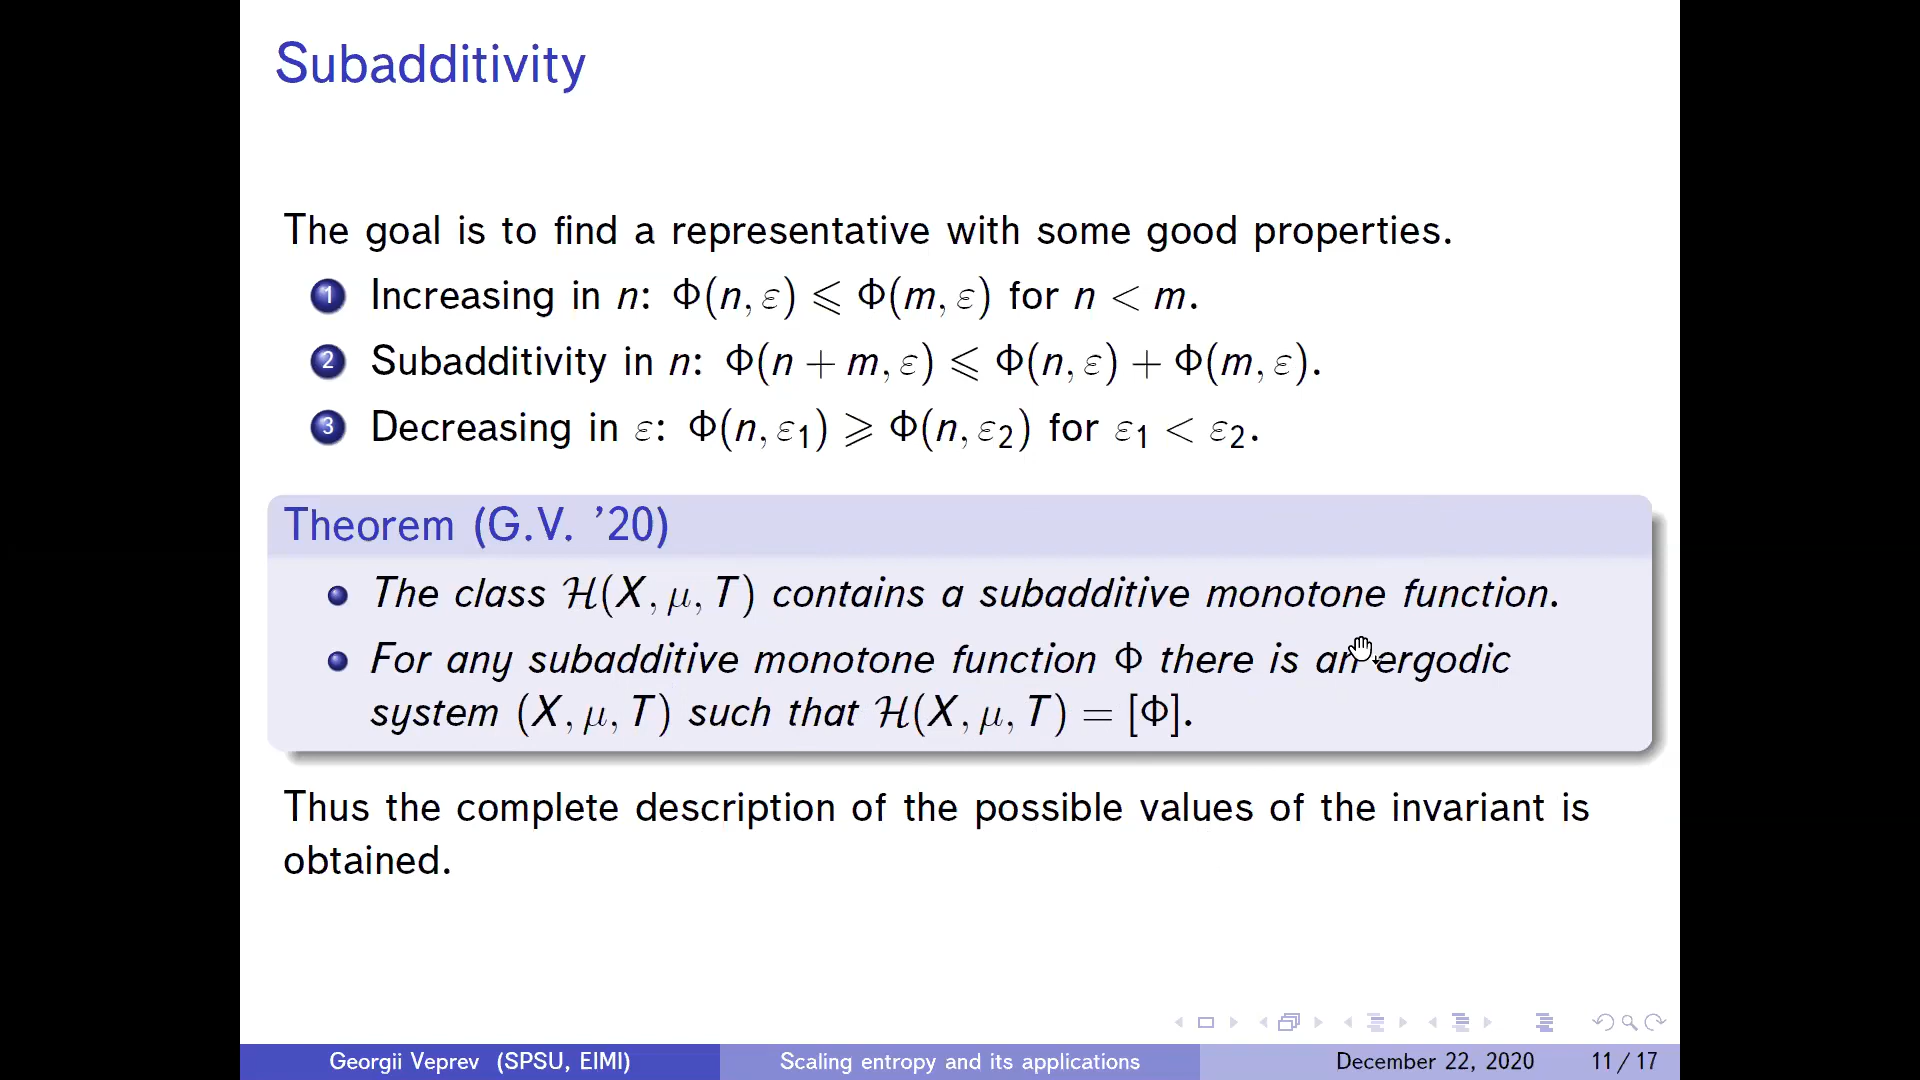 Subadditivity
The goal is to find a representative with some good properties.
1 Increasing in n: Φ(n, ε) ⩽ Φ(m, ε) for n < m.
2 Subadditivity in n: Φ(n + m, ε) ⩽ Φ(n, ε) + Φ(m, ε).
3 Decreasing in ε: Φ(n, ε₁) ⩾ Φ(n, ε₂) for ε₁ < ε₂.
Theorem (G.V. ’20)
The class ℋ(X, μ, T) contains a subadditive monotone function.
For any subadditive monotone function Φ there is an ergodic
system (X, μ, T) such that ℋ(X, μ, T) = [Φ].
Thus the complete description of the possible values of the invariant is
obtained.
Georgii Veprev (SPSU, EIMI) Scaling entropy and its applications December 22, 2020 11 / 17